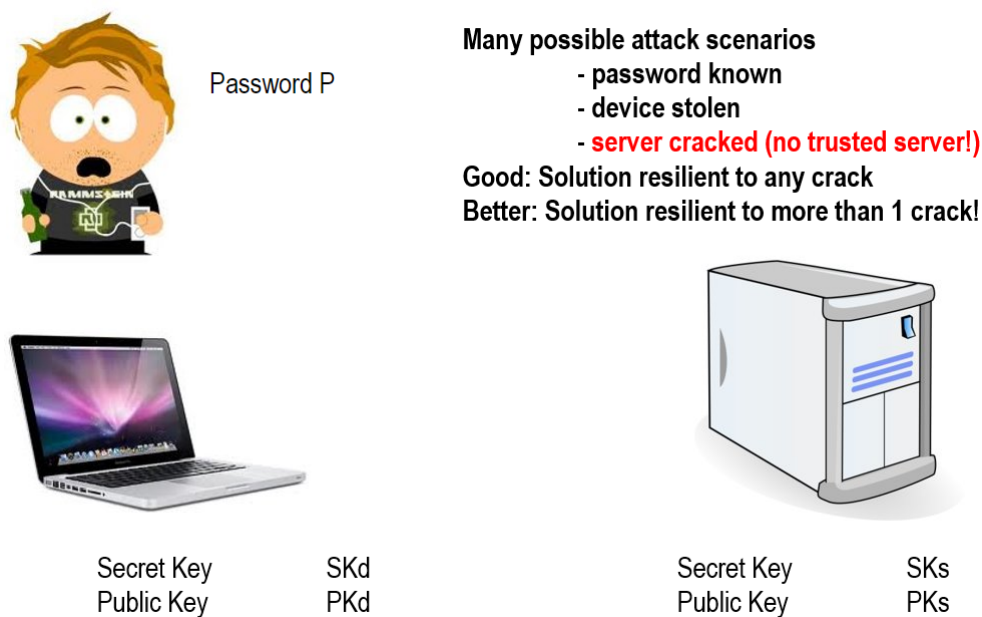 Password P
Many possible attack scenarios
- password known
- device stolen
- server cracked (no trusted server!)
Good: Solution resilient to any crack
Better: Solution resilient to more than 1 crack!
RAMMSTEIN
Secret Key SKd
Public Key PKd
Secret Key SKs
Public Key PKs